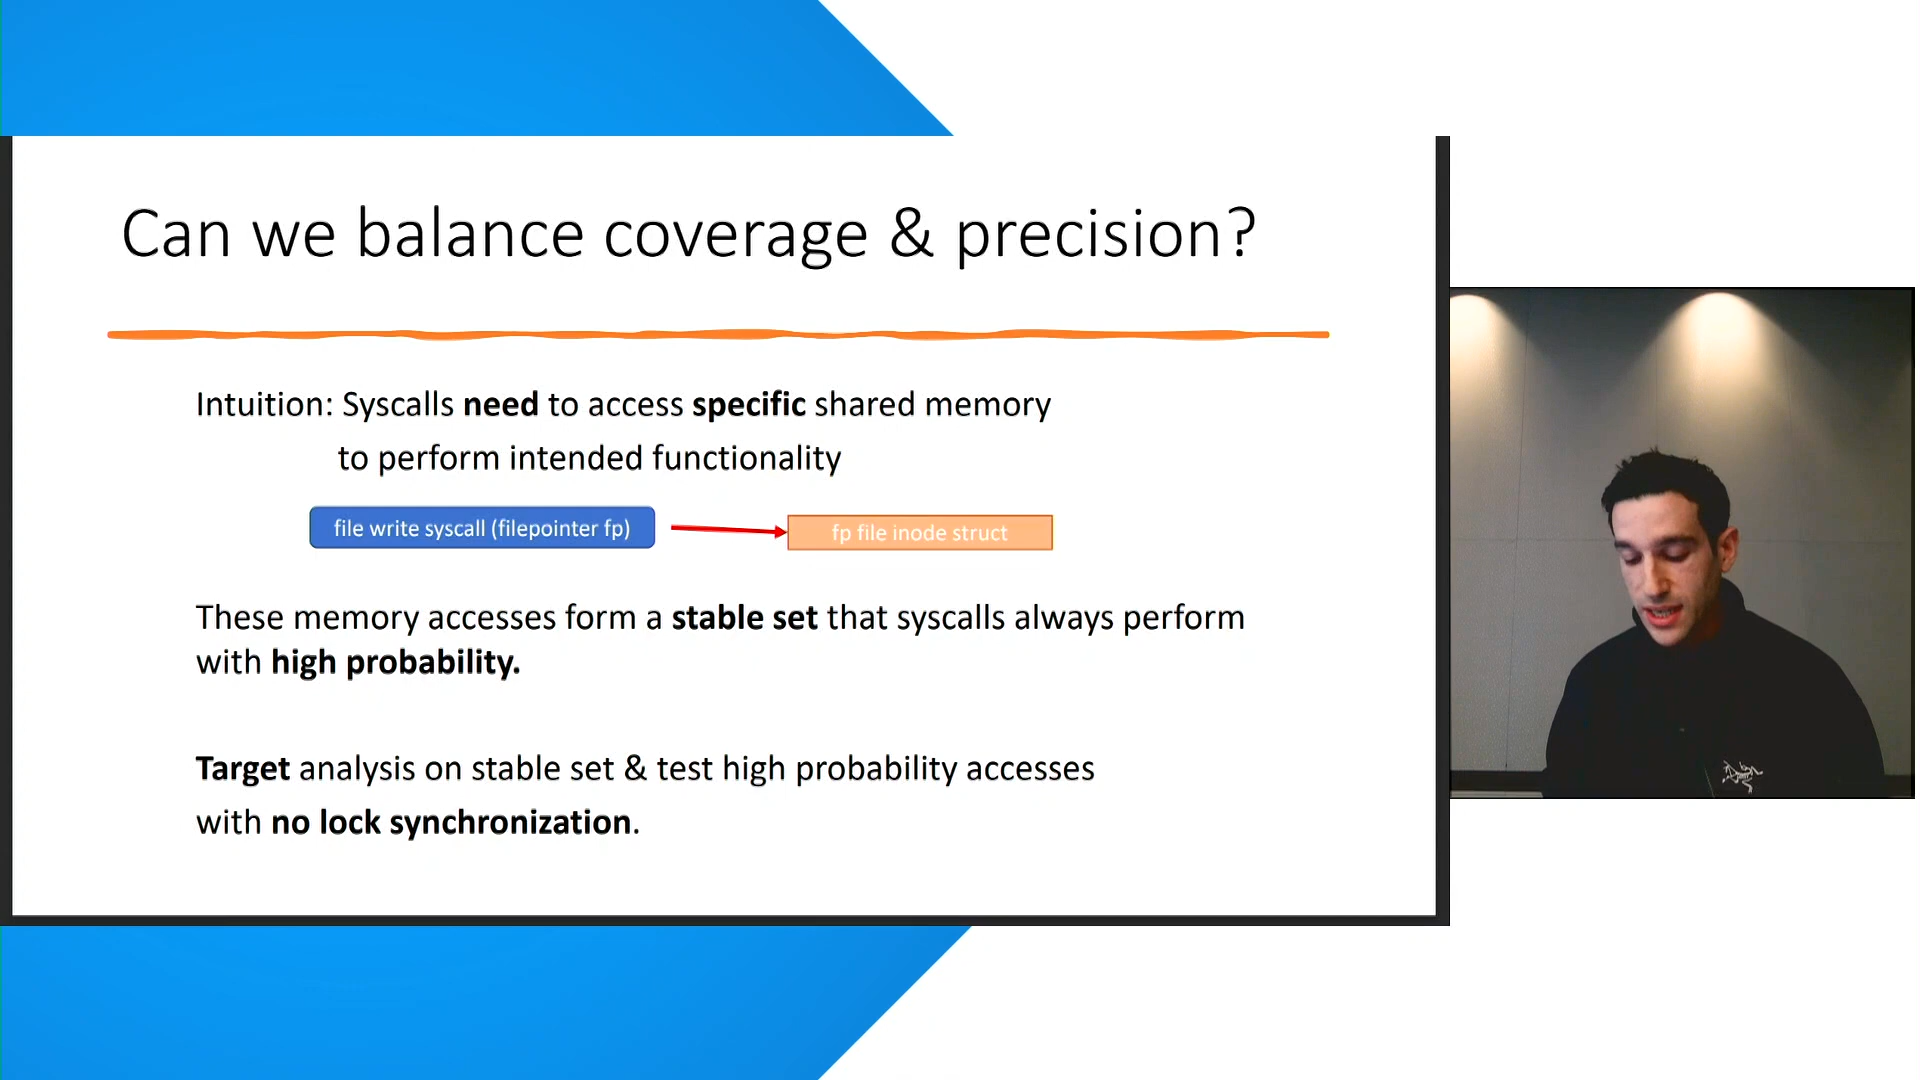 Can we balance coverage & precision?
Intuition: Syscalls need to access specific shared memory
to perform intended functionality
file write syscall (filepointer fp)
fp file inode struct
These memory accesses form a stable set that syscalls always perform
with high probability.
Target analysis on stable set & test high probability accesses
with no lock synchronization.